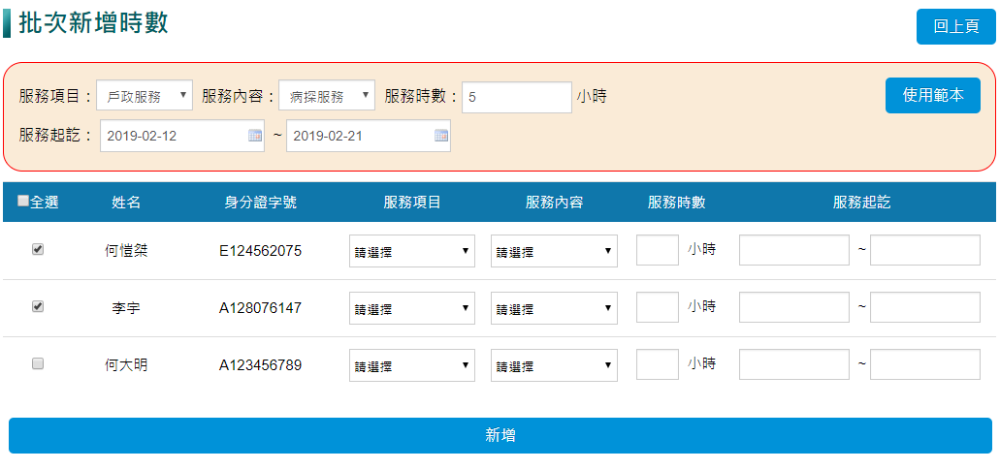 批次新增時數 回上頁
服務項目： 戶政服務 服務內容： 病探服務 服務時數： 5 小時 使用範本
服務起訖： 2019-02-12 ~ 2019-02-21
全選 姓名 身分證字號 服務項目 服務內容 服務時數 服務起訖
何愷桀 E124562075 請選擇 請選擇 小時 ~
李宇 A128076147 請選擇 請選擇 小時 ~
何大明 A123456789 請選擇 請選擇 小時 ~
新增